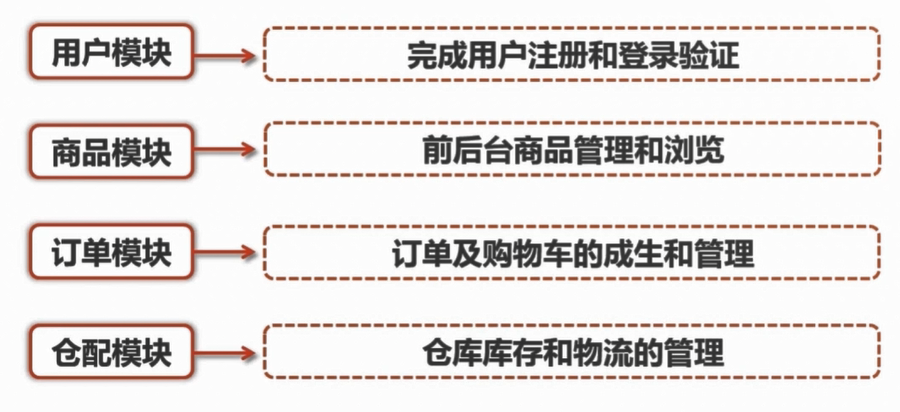 用户模块
完成用户注册和登录验证
商品模块
前后台商品管理和浏览
订单模块
订单及购物车的成生和管理
仓配模块
仓库库存和物流的管理